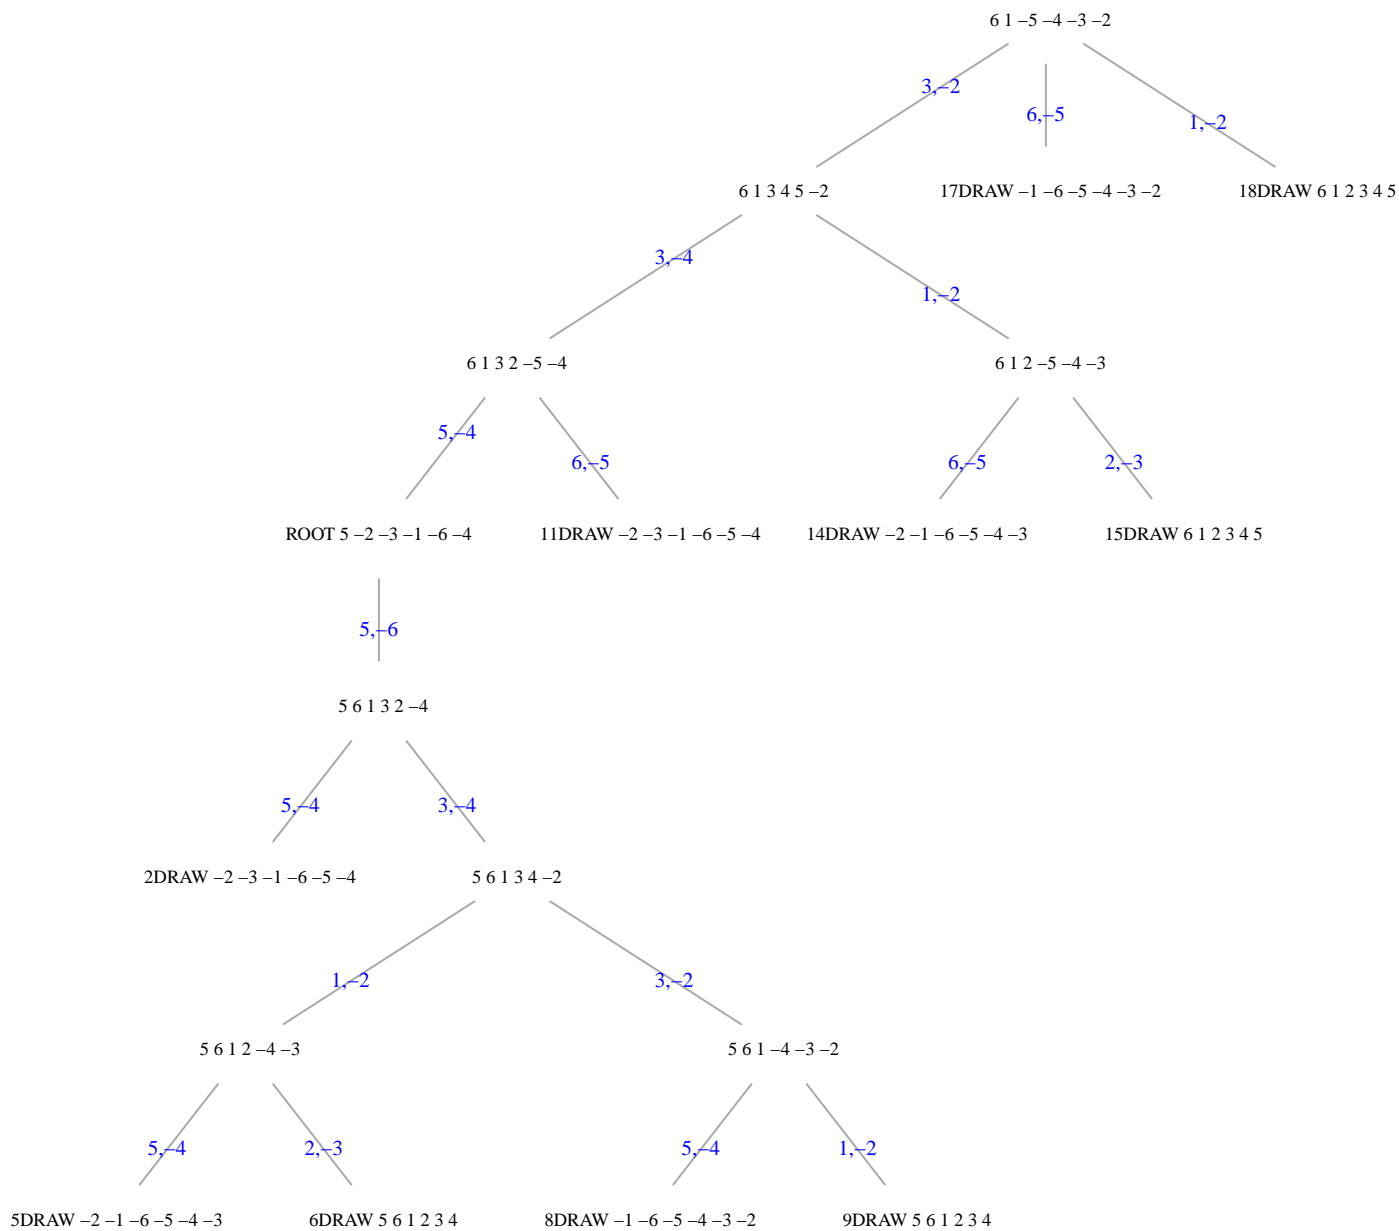 6 1 –5 –4 –3 –2
3,–2
6,–5
1,–2
6 1 3 4 5 –2
17DRAW –1 –6 –5 –4 –3 –2
18DRAW 6 1 2 3 4 5
3,–4
1,–2
6 1 3 2 –5 –4
6 1 2 –5 –4 –3
5,–4
6,–5
6,–5
2,–3
ROOT 5 –2 –3 –1 –6 –4
11DRAW –2 –3 –1 –6 –5 –4
14DRAW –2 –1 –6 –5 –4 –3
15DRAW 6 1 2 3 4 5
5,–6
5 6 1 3 2 –4
5,–4
3,–4
2DRAW –2 –3 –1 –6 –5 –4
5 6 1 3 4 –2
1,–2
3,–2
5 6 1 2 –4 –3
5 6 1 –4 –3 –2
5,–4
2,–3
5,–4
1,–2
5DRAW –2 –1 –6 –5 –4 –3
6DRAW 5 6 1 2 3 4
8DRAW –1 –6 –5 –4 –3 –2
9DRAW 5 6 1 2 3 4